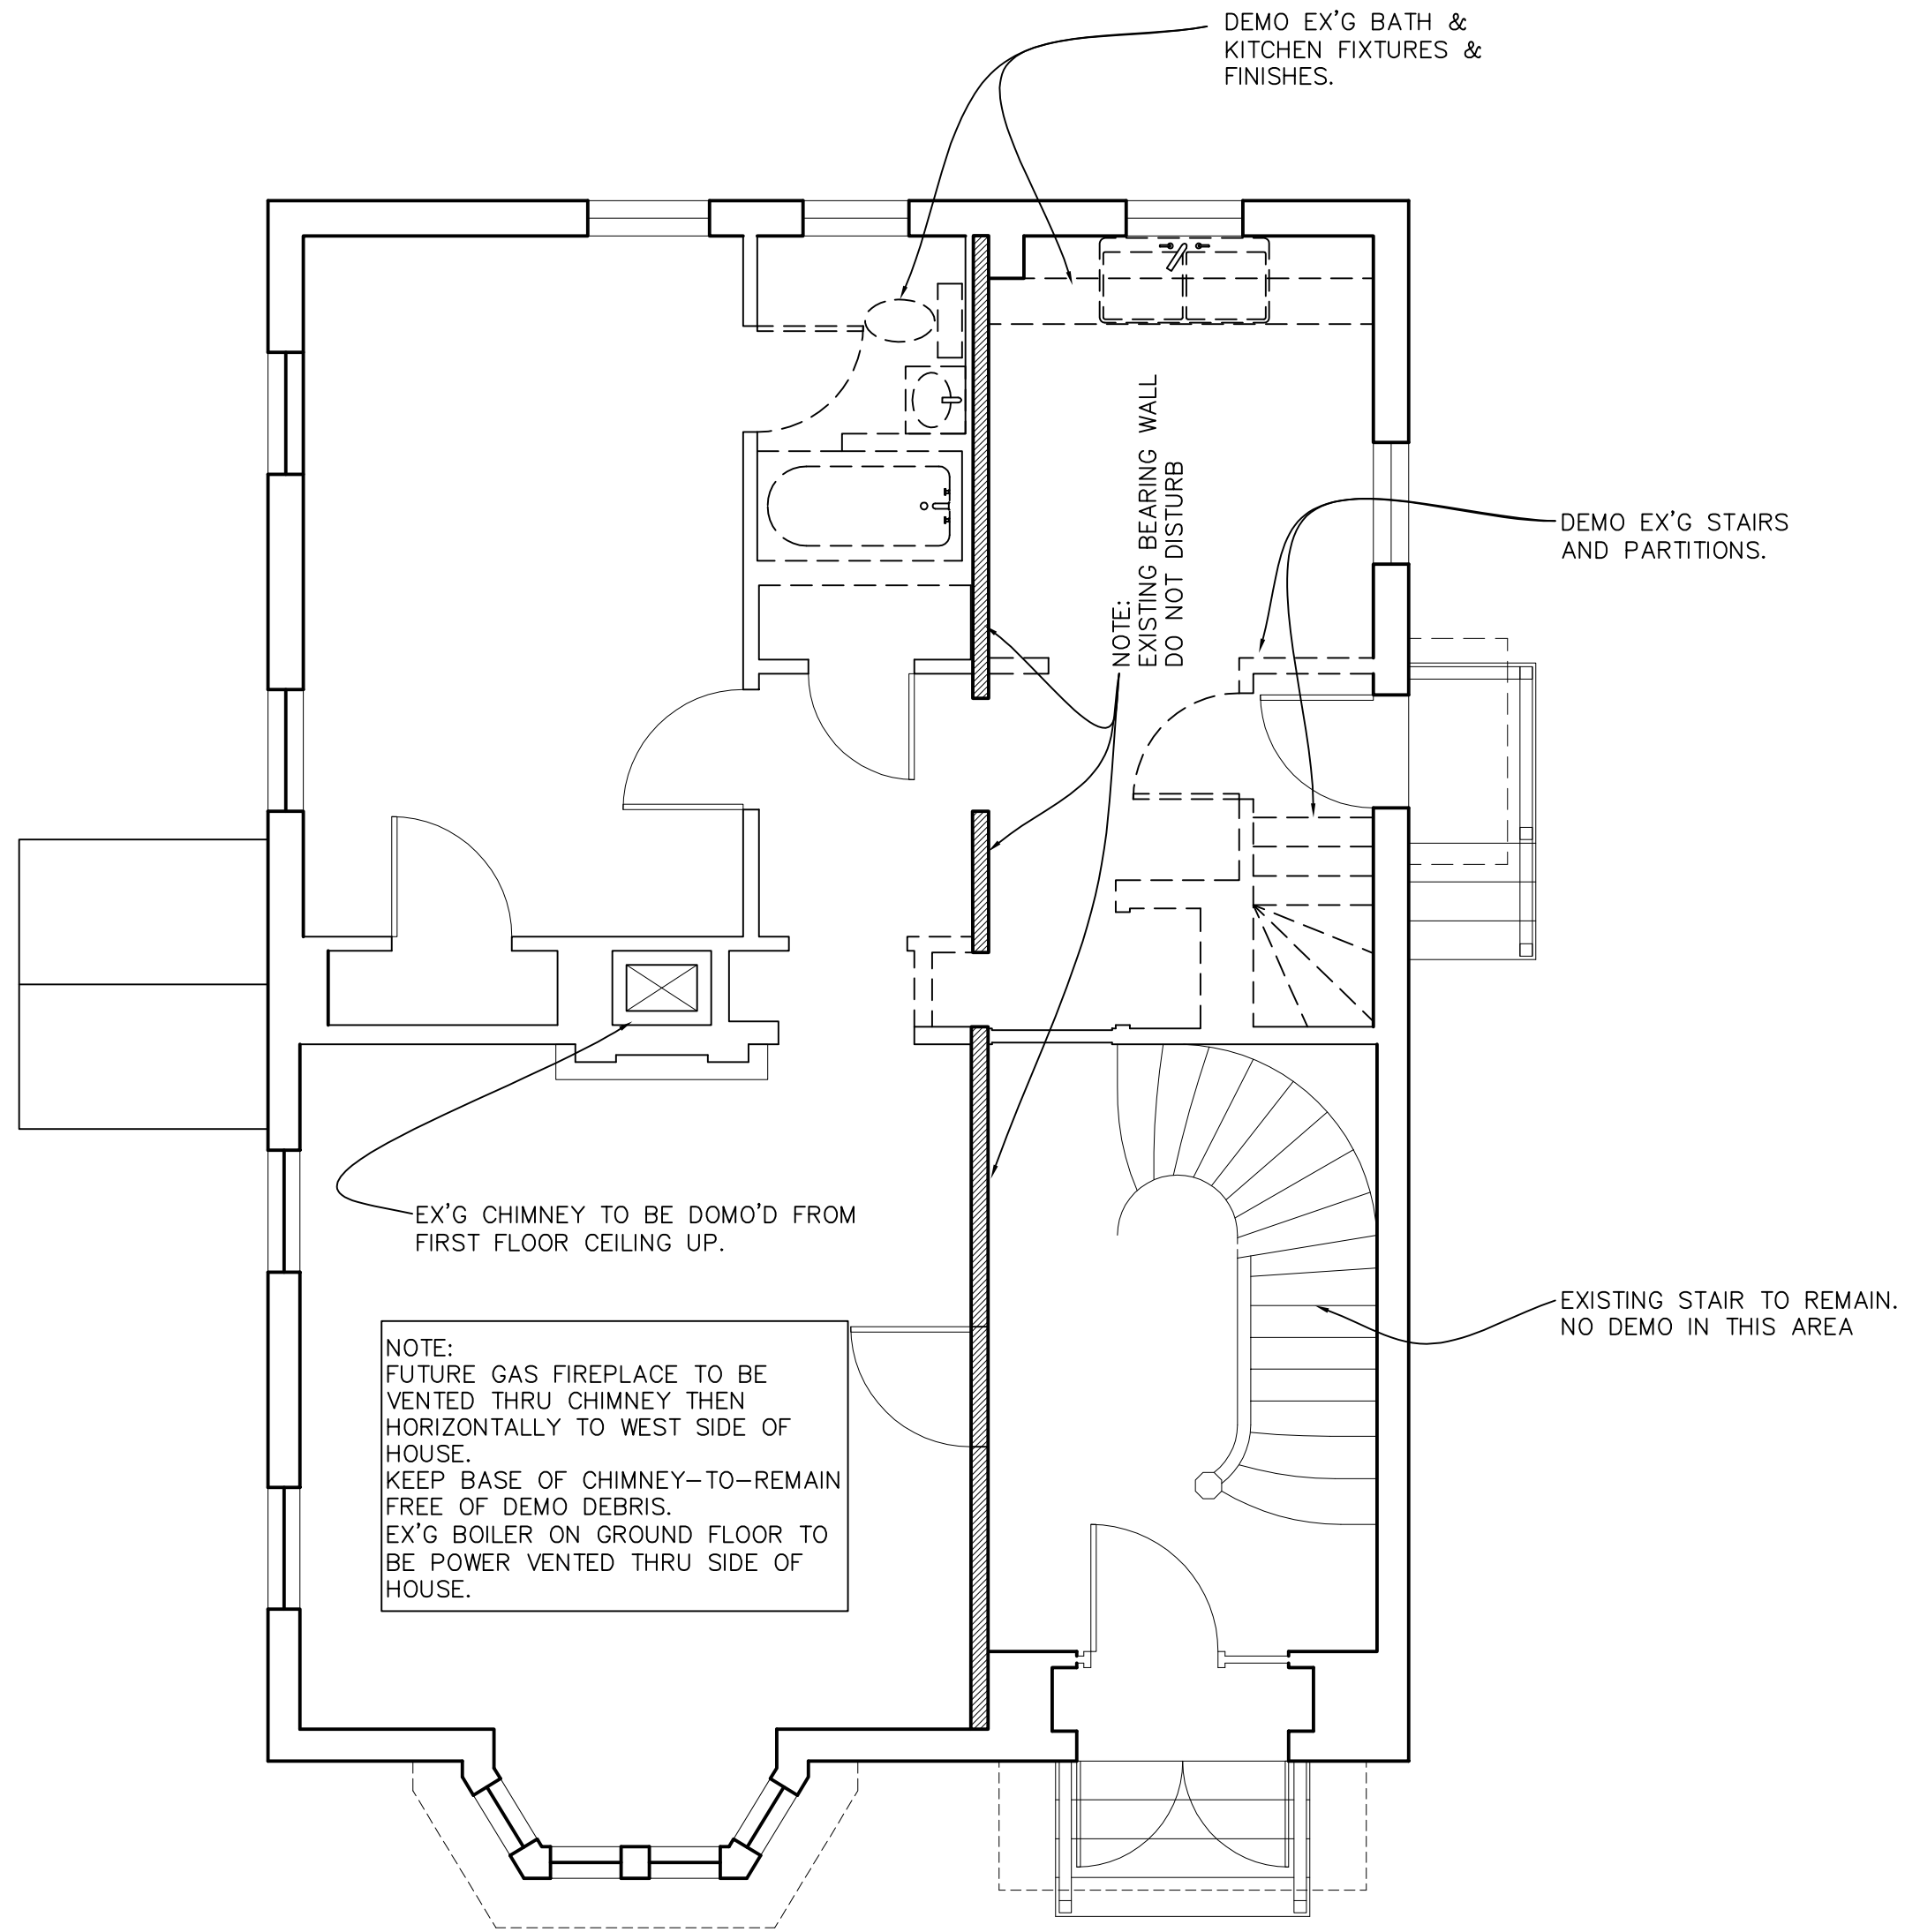 DEMO EX'G BATH &
KITCHEN FIXTURES &
FINISHES.
NOTE:
EXISTING BEARING WALL
DO NOT DISTURB
DEMO EX'G STAIRS
AND PARTITIONS.
EX'G CHIMNEY TO BE DOMO'D FROM
FIRST FLOOR CEILING UP.
EXISTING STAIR TO REMAIN.
NO DEMO IN THIS AREA
NOTE:
FUTURE GAS FIREPLACE TO BE
VENTED THRU CHIMNEY THEN
HORIZONTALLY TO WEST SIDE OF
HOUSE.
KEEP BASE OF CHIMNEY-TO-REMAIN
FREE OF DEMO DEBRIS.
EX'G BOILER ON GROUND FLOOR TO
BE POWER VENTED THRU SIDE OF
HOUSE.